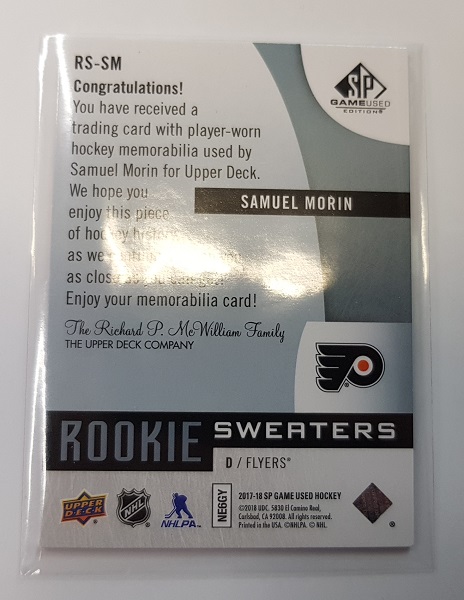 RS-SM
Congratulations!
You have received a
trading card with player-worn
hockey memorabilia used by
Samuel Morin for Upper Deck.
We hope you
enjoy this piece
of hockey history
as we
as close
Enjoy your memorabilia card!
The Richard P. McWilliam Family
THE UPPER DECK COMPANY
SP
GAMEUSED
EDITION®
SAMUEL MORIN
ROOKIE SWEATERS
D / FLYERS®
UPPER DECK
NHL
NHLPA™
NE6GY
2017-18 SP GAME USED HOCKEY
©2018 UDC. 5830 El Camino Real,
Carlsbad, CA 92008. All rights reserved.
Printed in the USA. ©NHLPA. © NHL.
®